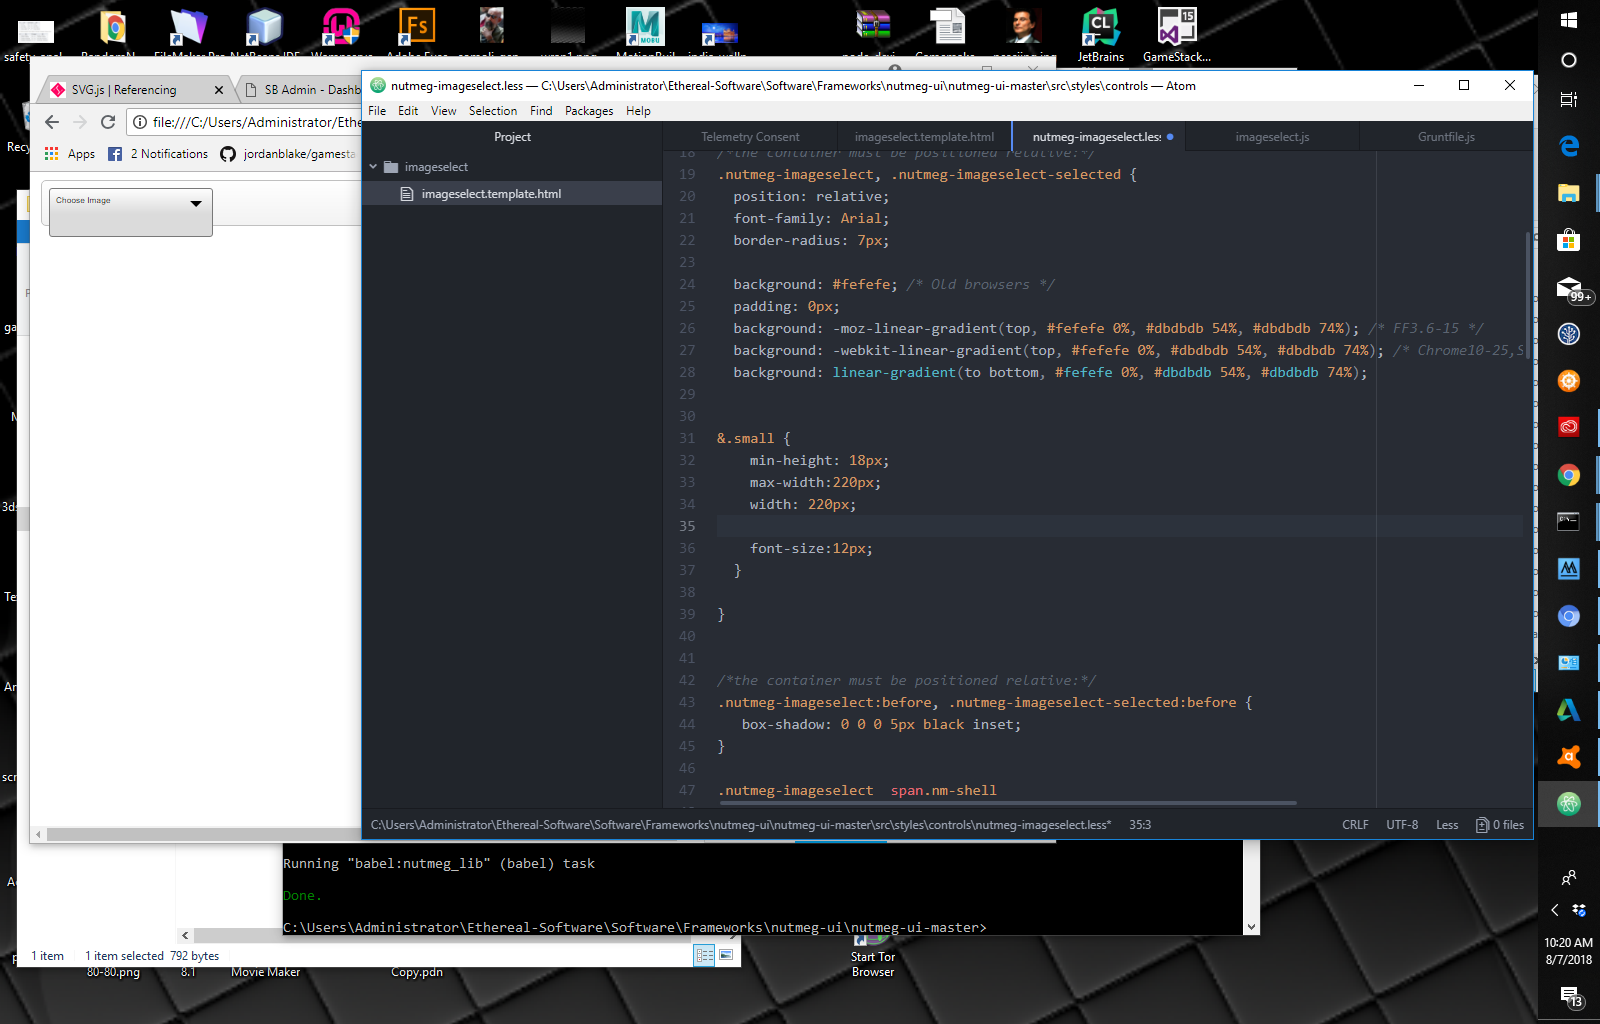 JetBrains
GameStack...
SVG.js | Referencing
SB Admin - Dashb
file:///C:/Users/Administrator/Ethe
Apps
2 Notifications
jordanblake/gamesta
Choose Image
nutmeg-imageselect.less — C:\Users\Administrator\Ethereal-Software\Software\Frameworks\nutmeg-ui\nutmeg-ui-master\src\styles\controls — Atom
File Edit View Selection Find Packages Help
Project
Telemetry Consent
imageselect.template.html
nutmeg-imageselect.less
imageselect.js
Gruntfile.js
imageselect
imageselect.template.html
18 /*the container must be positioned relative:*/
19 .nutmeg-imageselect, .nutmeg-imageselect-selected {
20 position: relative;
21 font-family: Arial;
22 border-radius: 7px;
23
24 background: #fefefe; /* Old browsers */
25 padding: 0px;
26 background: -moz-linear-gradient(top, #fefefe 0%, #dbdbdb 54%, #dbdbdb 74%); /* FF3.6-15 */
27 background: -webkit-linear-gradient(top, #fefefe 0%, #dbdbdb 54%, #dbdbdb 74%); /* Chrome10-25,S
28 background: linear-gradient(to bottom, #fefefe 0%, #dbdbdb 54%, #dbdbdb 74%);
29
30
31 &.small {
32 min-height: 18px;
33 max-width:220px;
34 width: 220px;
35
36 font-size:12px;
37 }
38
39 }
40
41
42 /*the container must be positioned relative:*/
43 .nutmeg-imageselect:before, .nutmeg-imageselect-selected:before {
44 box-shadow: 0 0 0 5px black inset;
45 }
46
47 .nutmeg-imageselect span.nm-shell
C:\Users\Administrator\Ethereal-Software\Software\Frameworks\nutmeg-ui\nutmeg-ui-master\src\styles\controls\nutmeg-imageselect.less* 35:3
CRLF UTF-8 Less 0 files
Running "babel:nutmeg_lib" (babel) task
Done.
C:\Users\Administrator\Ethereal-Software\Software\Frameworks\nutmeg-ui\nutmeg-ui-master>
1 item 1 item selected 792 bytes
80-80.png
8.1
Movie Maker
Copy.pdn
Start Tor
Browser
99+
10:20 AM
8/7/2018
13